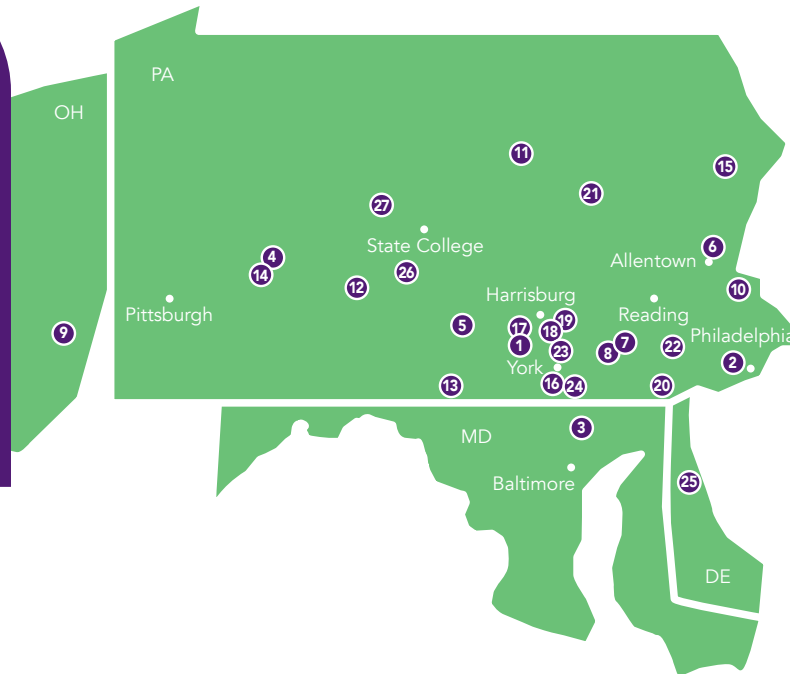 PA
OH
11
15
21
27
State College
4
14
6
Allentown
26
12
10
Harrisburg
Pittsburgh
Reading
9
5
17
19
18
Philadelphia
1
7
22
23
8
2
York
13
16
24
20
3
MD
Baltimore
25
DE